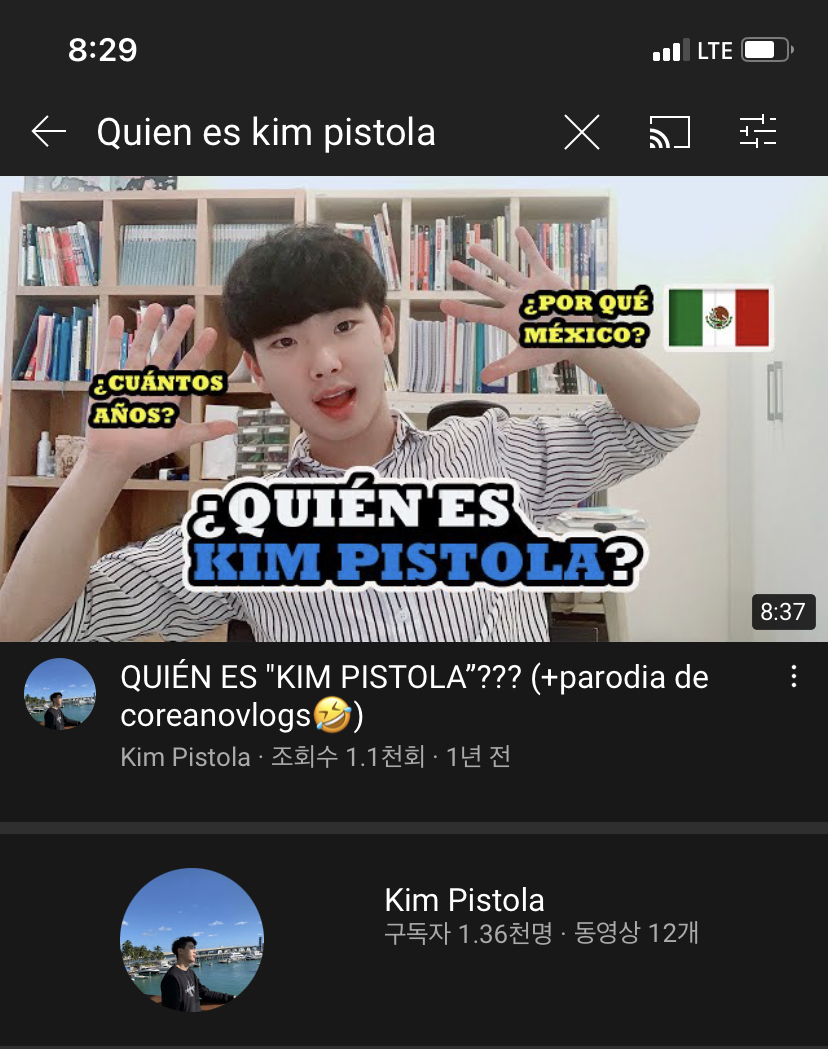 8:29
LTE
Quien es kim pistola
¿POR QUÉ
MÉXICO?
¿CUÁNTOS
AÑOS?
¿QUIÉN ES
KIM PISTOLA?
8:37
QUIÉN ES "KIM PISTOLA”??? (+parodia de
coreanovlogs🤣)
Kim Pistola · 조회수 1.1천회 · 1년 전
Kim Pistola
구독자 1.36천명 · 동영상 12개